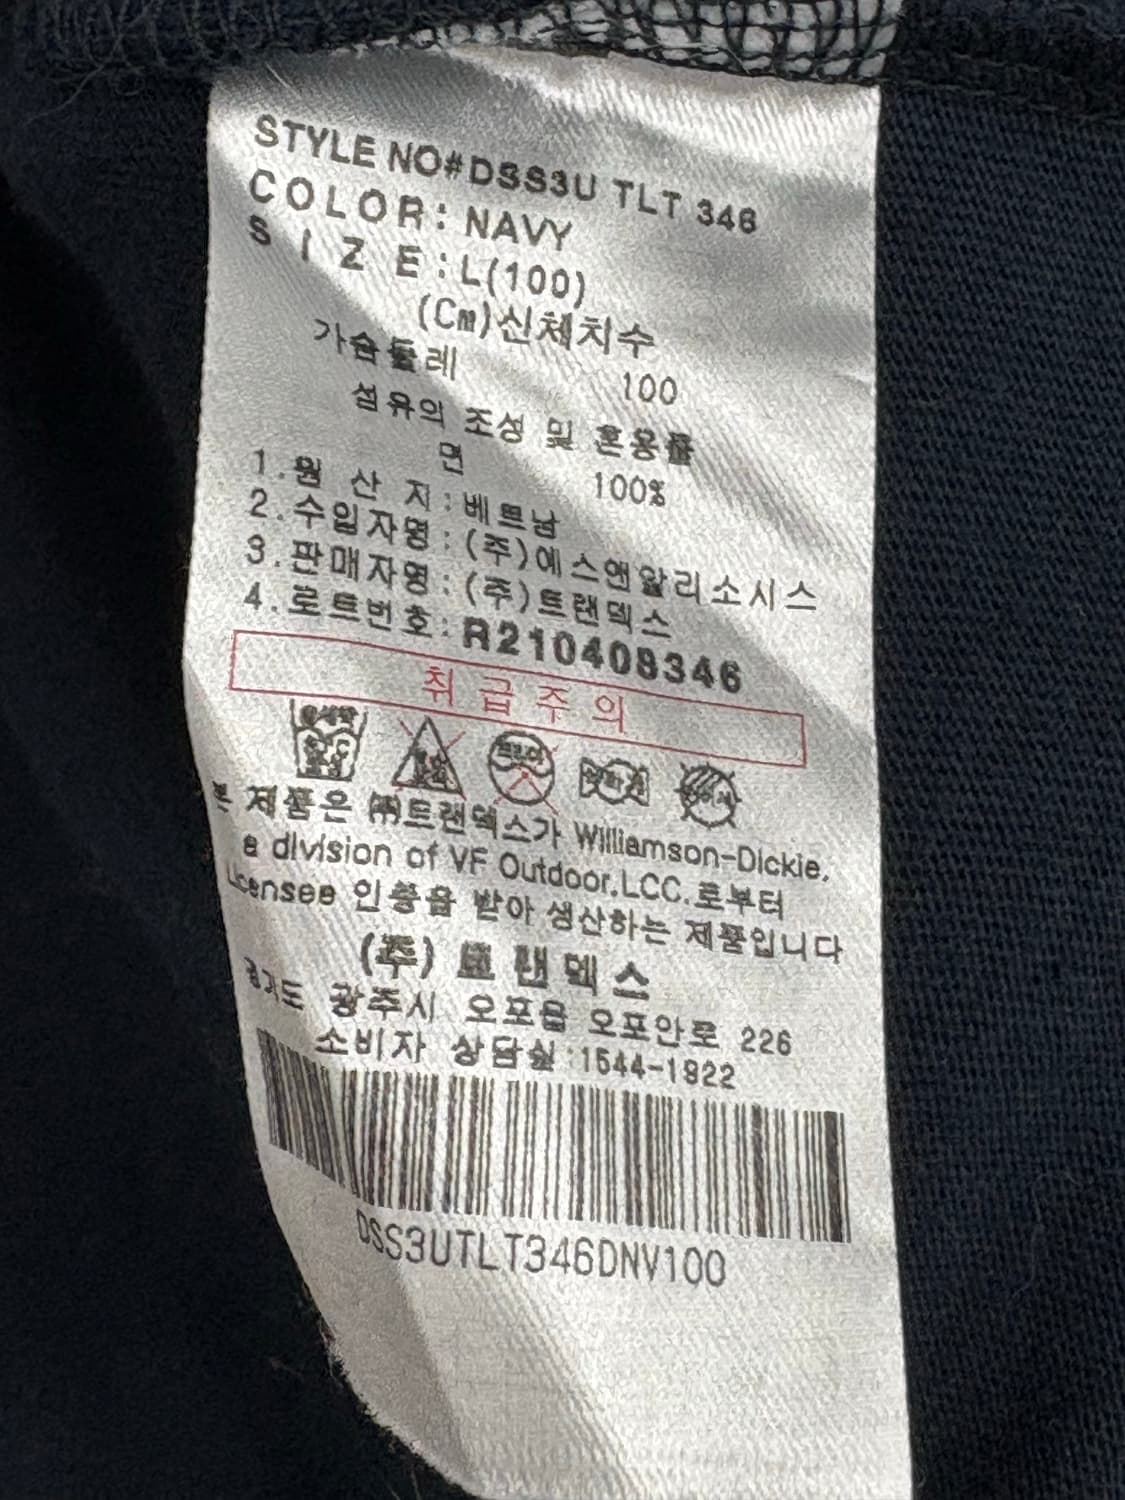 STYLE NO#DSS3U TLT 346
COLOR: NAVY
SIZE:L(100)
(Cm)신체치수
가슴둘레 100
섬유의 조성 및 혼용률
면 100%
1.원 산 지:베트남
2.수입자명:(주)에스앤알리소시스
3.판매자명:(주)트랜덱스
4.로트번호:R210408346
취급주의
본 제품은 ㈜트랜덱스가 Williamson-Dickie,
a division of VF Outdoor.LCC.로부터
Licensee 인증을 받아 생산하는 제품입니다
(주) 트랜덱스
경기도 광주시 오포읍 오포안로 226
소비자 상담실:1544-1922
DSS3UTLT346DNV100